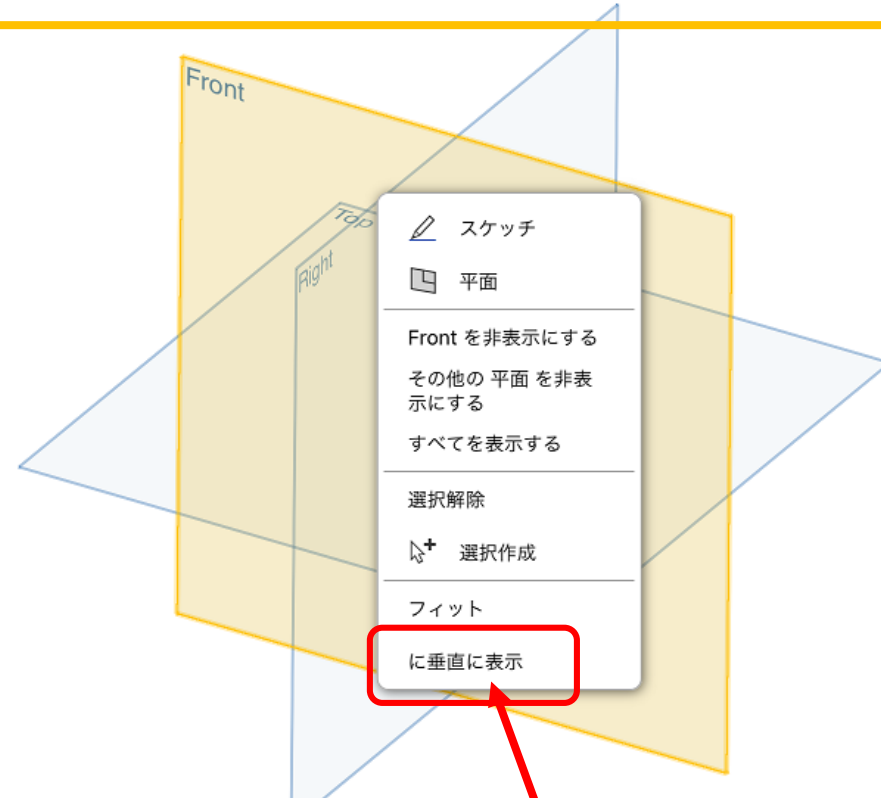 Front
Top
Right
スケッチ
平面
Front を非表示にする
その他の 平面 を非表
示にする
すべてを表示する
選択解除
選択作成
フィット
に垂直に表示